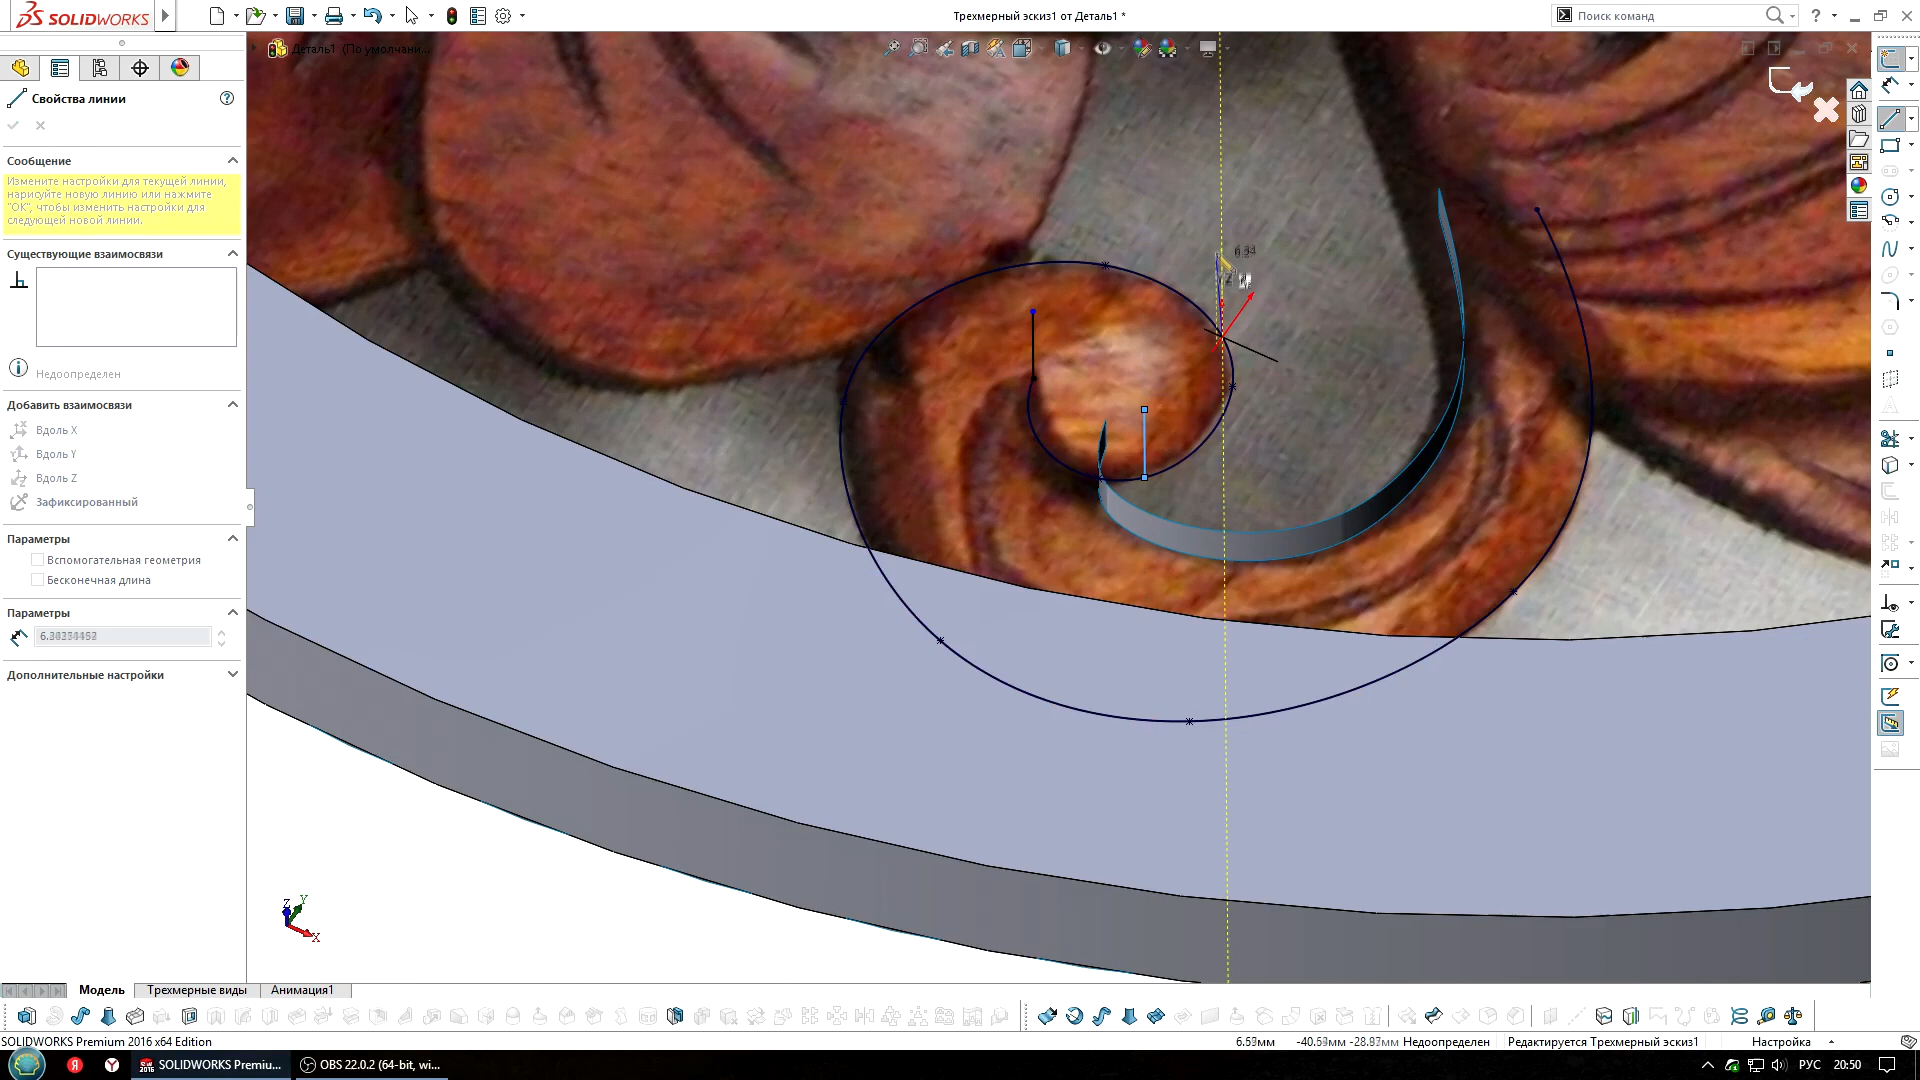 SOLIDWORKS
Трехмерный эскиз1 от Деталь1 *
Поиск команд
Деталь1 (По умолчани...
Свойства линии
Сообщение
Измените настройки для текущей линии,
нарисуйте новую линию или нажмите
"ОК", чтобы изменить настройки для
следующей новой линии.
Существующие взаимосвязи
Недоопределен
Добавить взаимосвязи
Вдоль X
Вдоль Y
Вдоль Z
Зафиксированный
Параметры
Вспомогательная геометрия
Бесконечная длина
Параметры
Дополнительные настройки
Z
Y
X
Модель
Трехмерные виды
Анимация1
SOLIDWORKS Premium 2016 x64 Edition
Недоопределен
Редактируется Трехмерный эскиз1
Настройка
SOLIDWORKS Premiu...
OBS 22.0.2 (64-bit, wi...
РУС
20:50